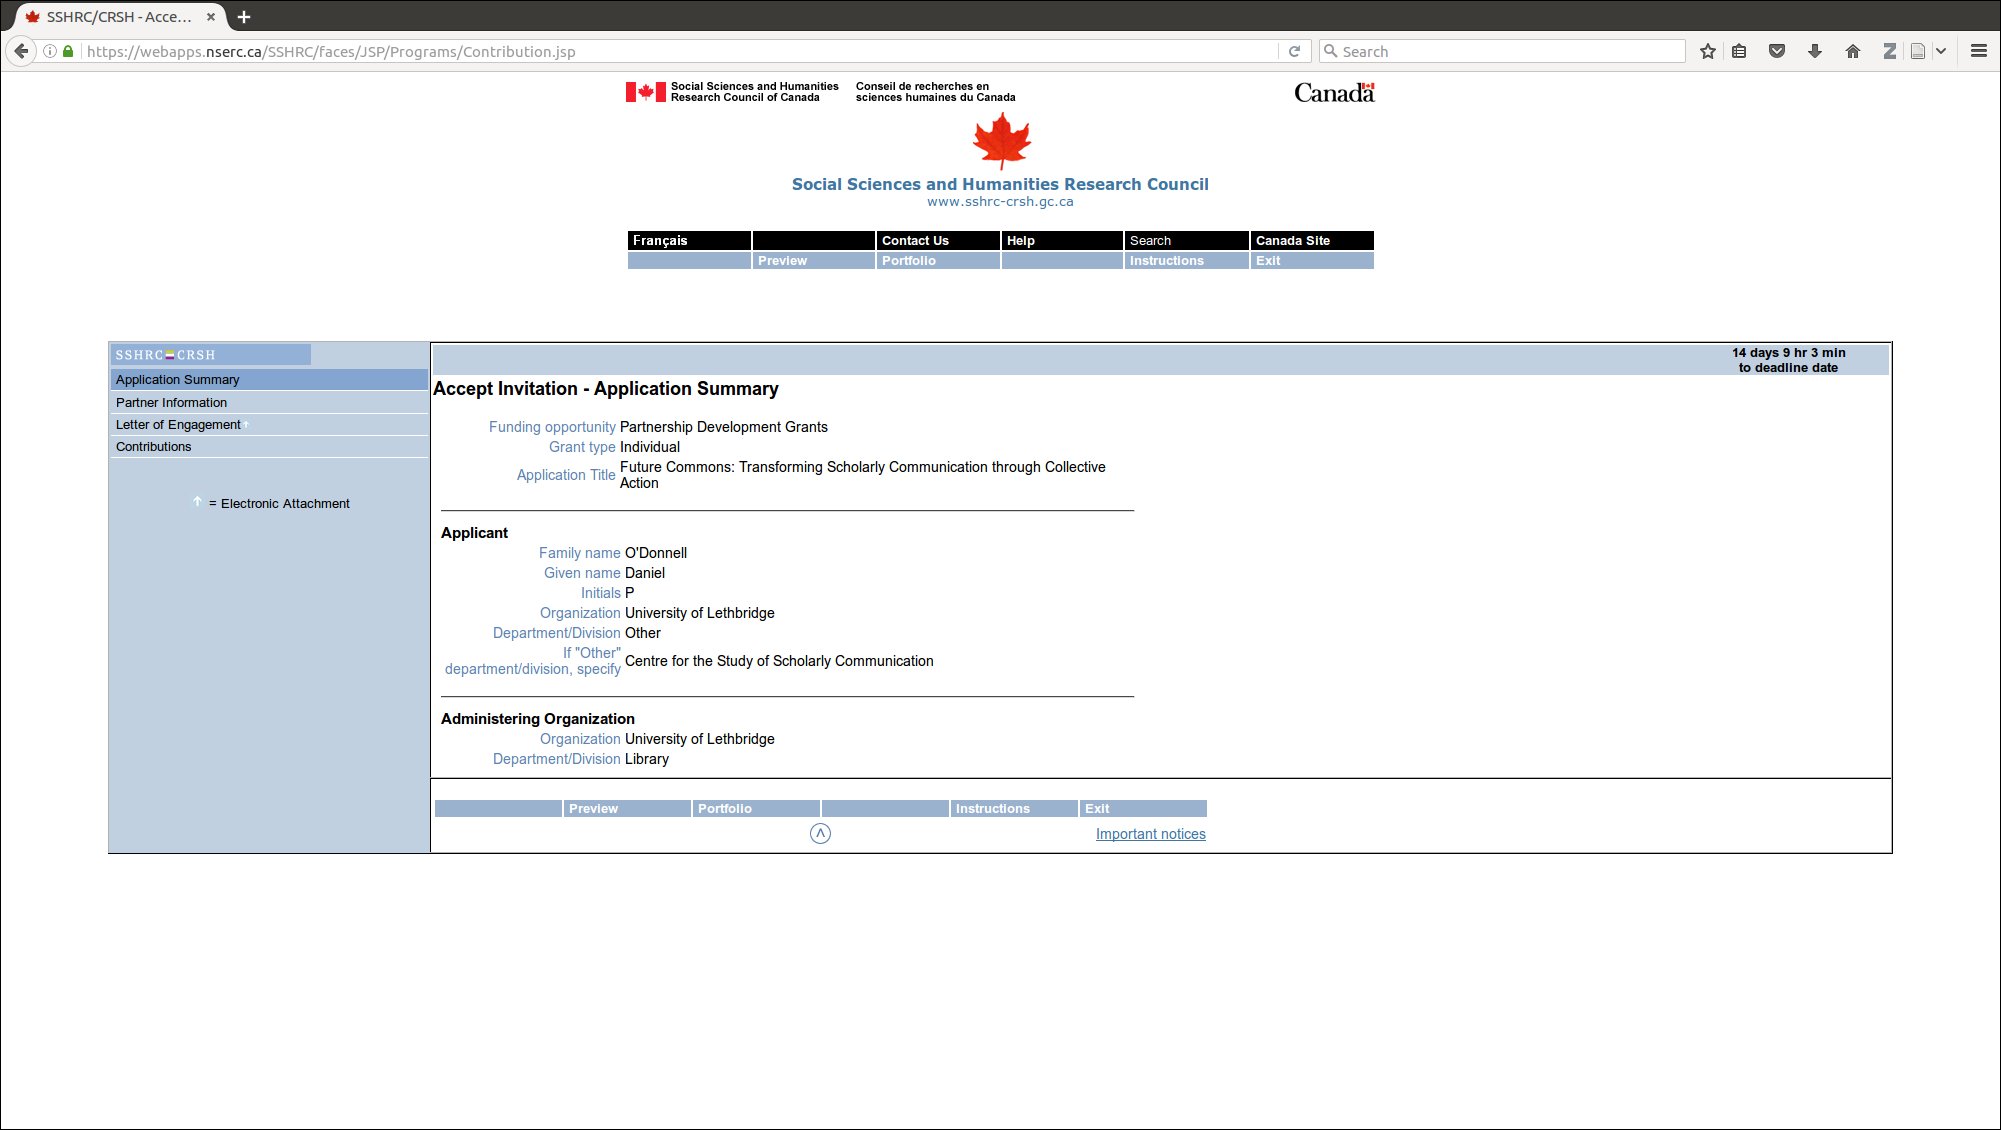 SSHRC/CRSH - Acce...
https://webapps.nserc.ca/SSHRC/faces/JSP/Programs/Contribution.jsp
Search
Social Sciences and Humanities
Research Council of Canada
Conseil de recherches en
sciences humaines du Canada
Canada
Social Sciences and Humanities Research Council
www.sshrc-crsh.gc.ca
Français Contact Us Help Search Canada Site
Preview Portfolio Instructions Exit
SSHRC CRSH
Application Summary
Partner Information
Letter of Engagement
Contributions
= Electronic Attachment
14 days 9 hr 3 min
to deadline date
Accept Invitation - Application Summary
Funding opportunity Partnership Development Grants
Grant type Individual
Application Title Future Commons: Transforming Scholarly Communication through Collective
Action
Applicant
Family name O'Donnell
Given name Daniel
Initials P
Organization University of Lethbridge
Department/Division Other
If "Other"
department/division, specify Centre for the Study of Scholarly Communication
Administering Organization
Organization University of Lethbridge
Department/Division Library
Preview Portfolio Instructions Exit
Important notices